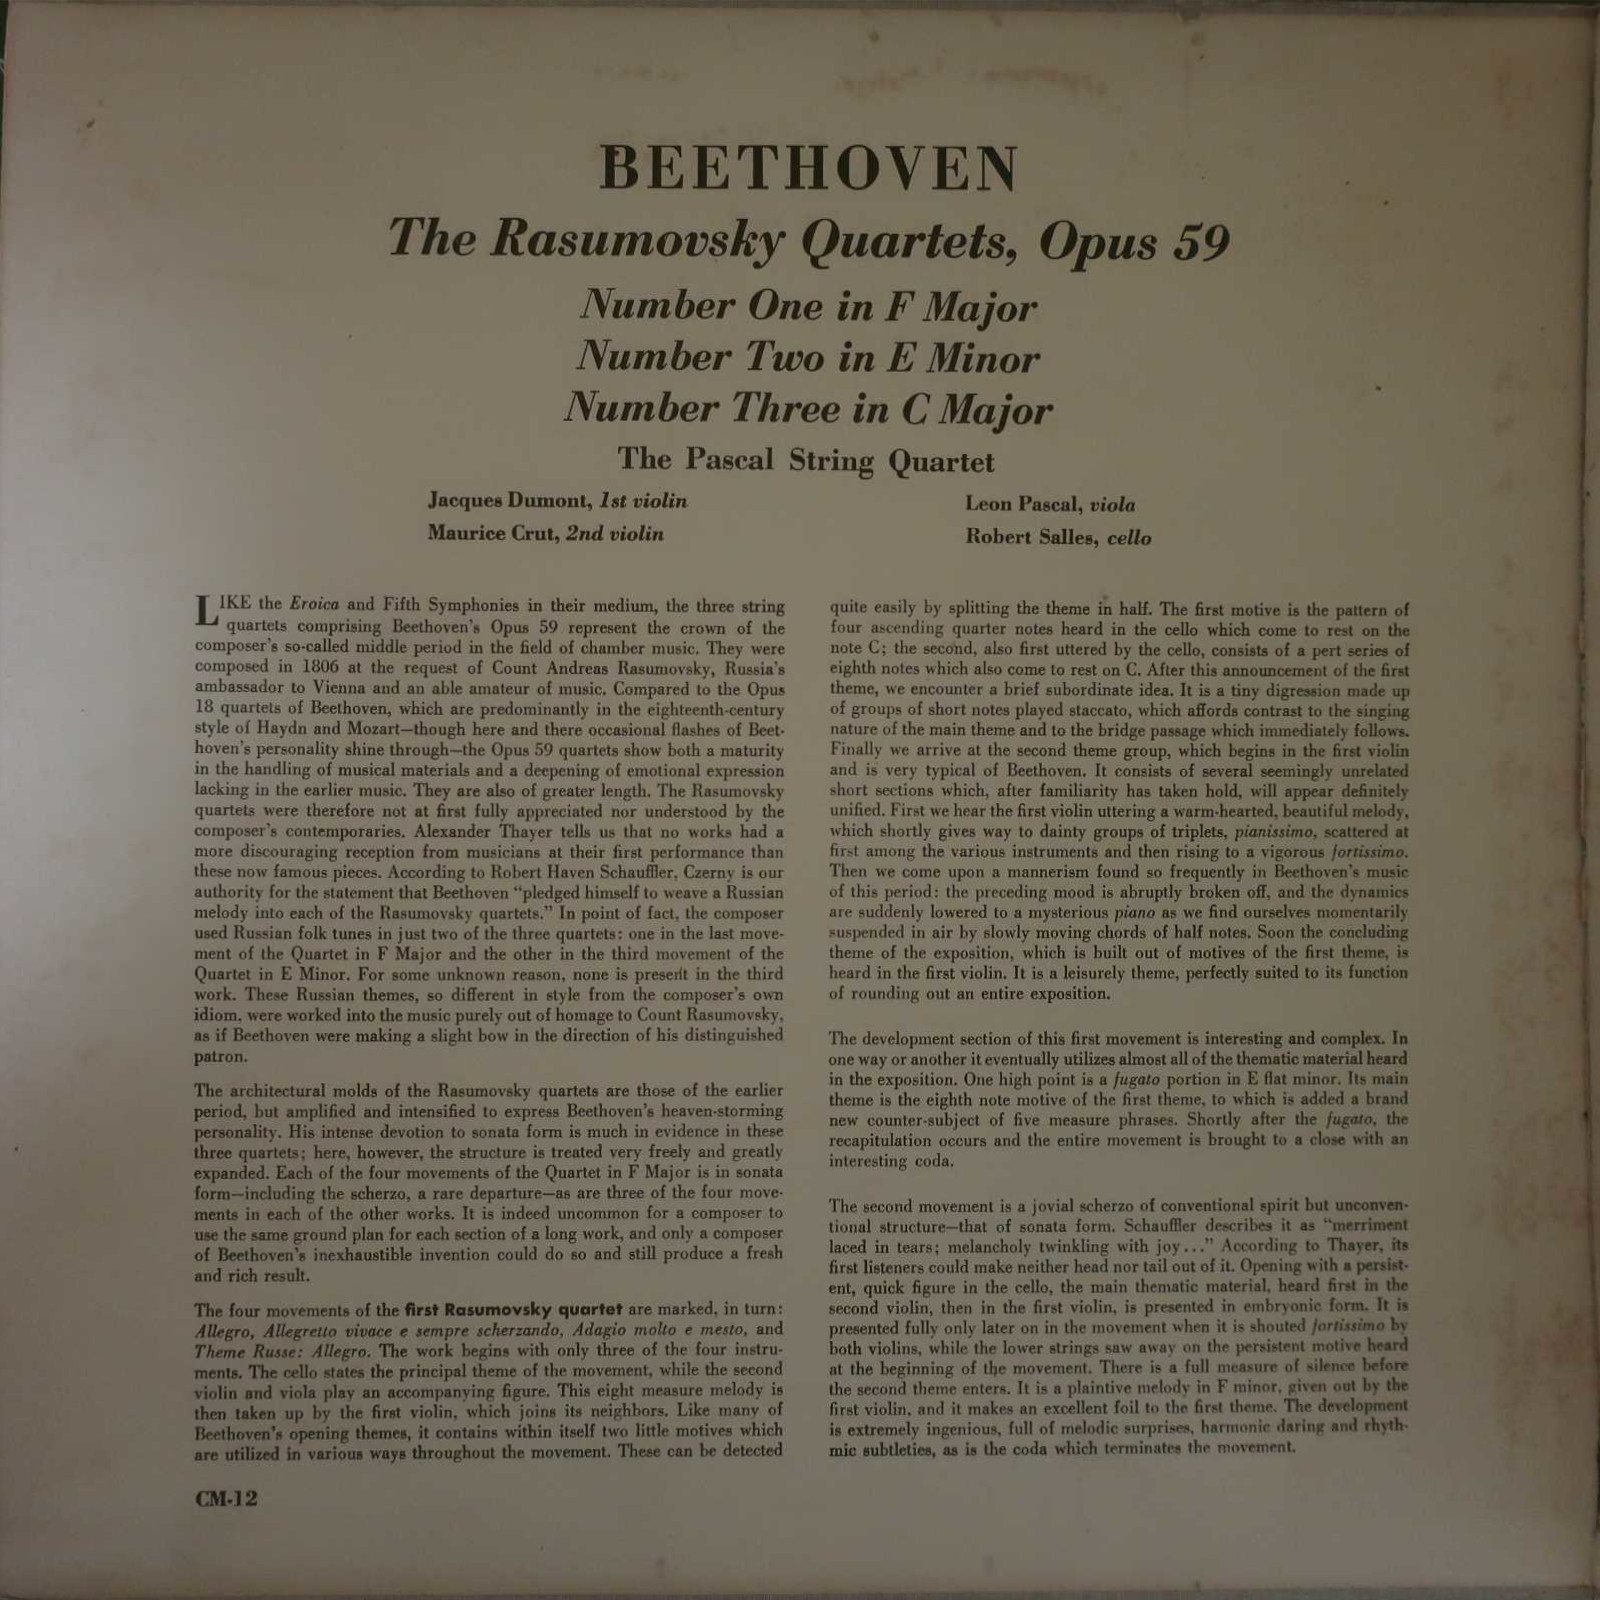 BEETHOVEN
The Rasumovsky Quartets, Opus 59
Number One in F Major
Number Two in E Minor
Number Three in C Major
The Pascal String Quartet
Jacques Dumont, 1st violin
Maurice Crut, 2nd violin
Leon Pascal, viola
Robert Salles, cello
LIKE the Eroica and Fifth Symphonies in their medium, the three string
quartets comprising Beethoven's Opus 59 represent the crown of the
composer's so-called middle period in the field of chamber music. They were
composed in 1806 at the request of Count Andreas Rasumovsky, Russia's
ambassador to Vienna and an able amateur of music. Compared to the Opus
18 quartets of Beethoven, which are predominantly in the eighteenth-century
style of Haydn and Mozart—though here and there occasional flashes of Beet-
hoven's personality shine through—the Opus 59 quartets show both a maturity
in the handling of musical materials and a deepening of emotional expression
lacking in the earlier music. They are also of greater length. The Rasumovsky
quartets were therefore not at first fully appreciated nor understood by the
composer's contemporaries. Alexander Thayer tells us that no works had a
more discouraging reception from musicians at their first performance than
these now famous pieces. According to Robert Haven Schauffler, Czerny is our
authority for the statement that Beethoven "pledged himself to weave a Russian
melody into each of the Rasumovsky quartets." In point of fact, the composer
used Russian folk tunes in just two of the three quartets: one in the last move-
ment of the Quartet in F Major and the other in the third movement of the
Quartet in E Minor. For some unknown reason, none is present in the third
work. These Russian themes, so different in style from the composer's own
idiom, were worked into the music purely out of homage to Count Rasumovsky,
as if Beethoven were making a slight bow in the direction of his distinguished
patron.
The architectural molds of the Rasumovsky quartets are those of the earlier
period, but amplified and intensified to express Beethoven's heaven-storming
personality. His intense devotion to sonata form is much in evidence in these
three quartets; here, however, the structure is treated very freely and greatly
expanded. Each of the four movements of the Quartet in F Major is in sonata
form—including the scherzo, a rare departure—as are three of the four move-
ments in each of the other works. It is indeed uncommon for a composer to
use the same ground plan for each section of a long work, and only a composer
of Beethoven's inexhaustible invention could do so and still produce a fresh
and rich result.
The four movements of the first Rasumovsky quartet are marked, in turn:
Allegro, Allegretto vivace e sempre scherzando, Adagio molto e mesto, and
Theme Russe: Allegro. The work begins with only three of the four instru-
ments. The cello states the principal theme of the movement, while the second
violin and viola play an accompanying figure. This eight measure melody is
then taken up by the first violin, which joins its neighbors. Like many of
Beethoven's opening themes, it contains within itself two little motives which
are utilized in various ways throughout the movement. These can be detected
quite easily by splitting the theme in half. The first motive is the pattern of
four ascending quarter notes heard in the cello which come to rest on the
note C; the second, also first uttered by the cello, consists of a pert series of
eighth notes which also come to rest on C. After this announcement of the first
theme, we encounter a brief subordinate idea. It is a tiny digression made up
of groups of short notes played staccato, which affords contrast to the singing
nature of the main theme and to the bridge passage which immediately follows.
Finally we arrive at the second theme group, which begins in the first violin
and is very typical of Beethoven. It consists of several seemingly unrelated
short sections which, after familiarity has taken hold, will appear definitely
unified. First we hear the first violin uttering a warm-hearted, beautiful melody,
which shortly gives way to dainty groups of triplets, pianissimo, scattered at
first among the various instruments and then rising to a vigorous fortissimo.
Then we come upon a mannerism found so frequently in Beethoven's music
of this period: the preceding mood is abruptly broken off, and the dynamics
are suddenly lowered to a mysterious piano as we find ourselves momentarily
suspended in air by slowly moving chords of half notes. Soon the concluding
theme of the exposition, which is built out of motives of the first theme, is
heard in the first violin. It is a leisurely theme, perfectly suited to its function
of rounding out an entire exposition.
The development section of this first movement is interesting and complex. In
one way or another it eventually utilizes almost all of the thematic material heard
in the exposition. One high point is a fugato portion in E flat minor. Its main
theme is the eighth note motive of the first theme, to which is added a brand
new counter-subject of five measure phrases. Shortly after the fugato, the
recapitulation occurs and the entire movement is brought to a close with an
interesting coda.
The second movement is a jovial scherzo of conventional spirit but unconven-
tional structure—that of sonata form. Schauffler describes it as "merriment
laced in tears; melancholy twinkling with joy..." According to Thayer, its
first listeners could make neither head nor tail out of it. Opening with a persist-
ent, quick figure in the cello, the main thematic material, heard first in the
second violin, then in the first violin, is presented in embryonic form. It is
presented fully only later on in the movement when it is shouted fortissimo by
both violins, while the lower strings saw away on the persistent motive heard
at the beginning of the movement. There is a full measure of silence before
the second theme enters. It is a plaintive melody in F minor, given out by the
first violin, and it makes an excellent foil to the first theme. The development
is extremely ingenious, full of melodic surprises, harmonic daring and rhyth-
mic subtleties, as is the coda which terminates the movement.
CM-12